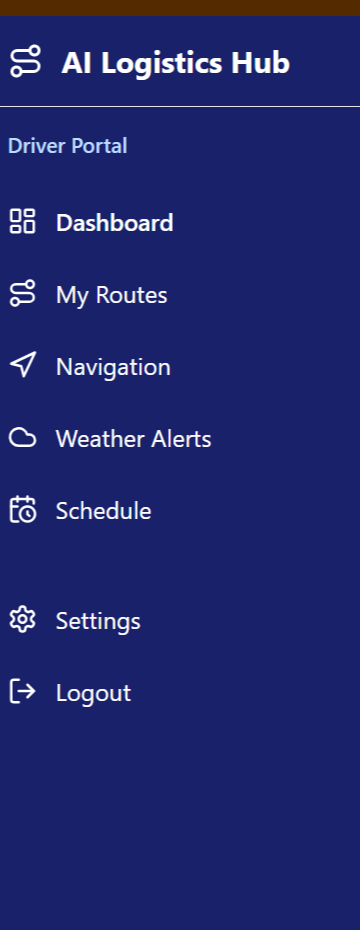 AI Logistics Hub
Driver Portal
Dashboard
My Routes
Navigation
Weather Alerts
Schedule
Settings
Logout